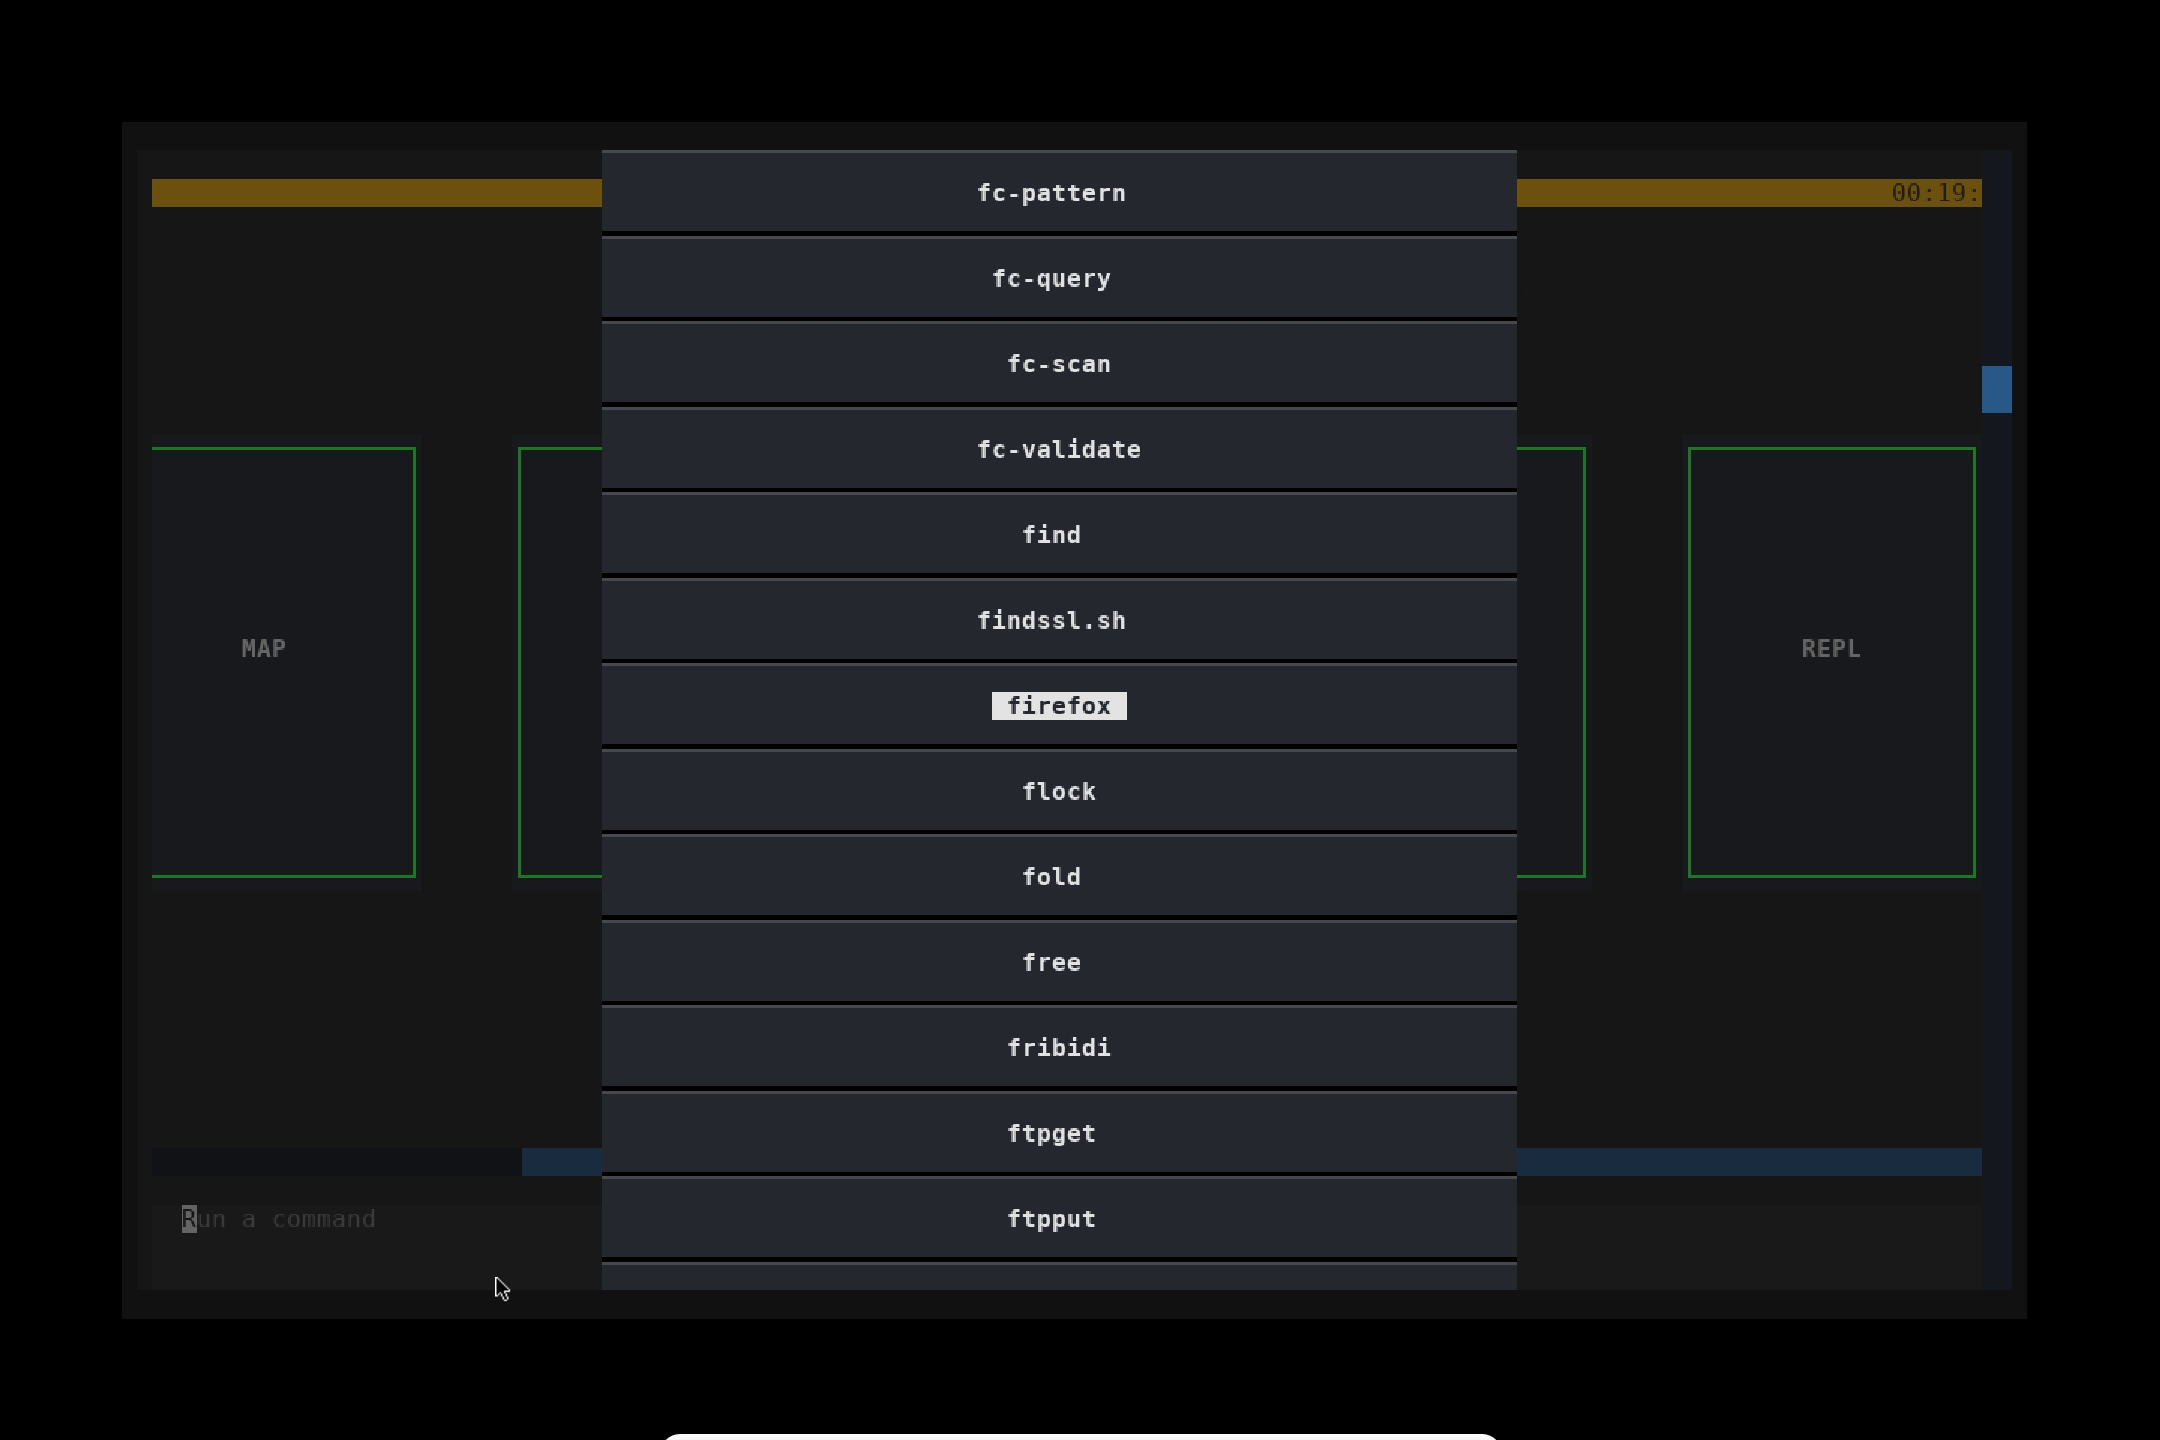 fc-pattern
00:19:
fc-query
fc-scan
fc-validate
find
findssl.sh
MAP
REPL
firefox
flock
fold
free
fribidi
ftpget
ftpput
Run a command